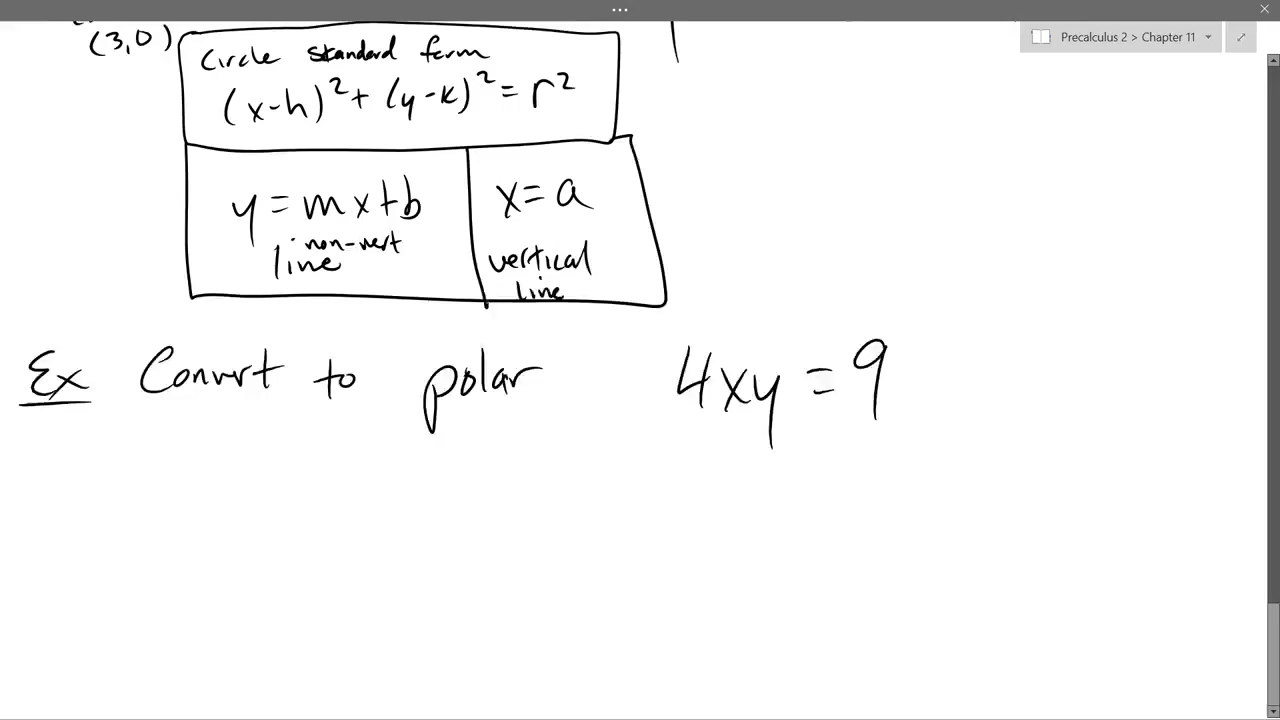 Precalculus 2 > Chapter 11
(3,0)
Circle standard form
(x-h)² + (y-k)² = r²
y = mx+b
non-vert
line
x = a
vertical
line
Ex Convert to polar 4xy = 9